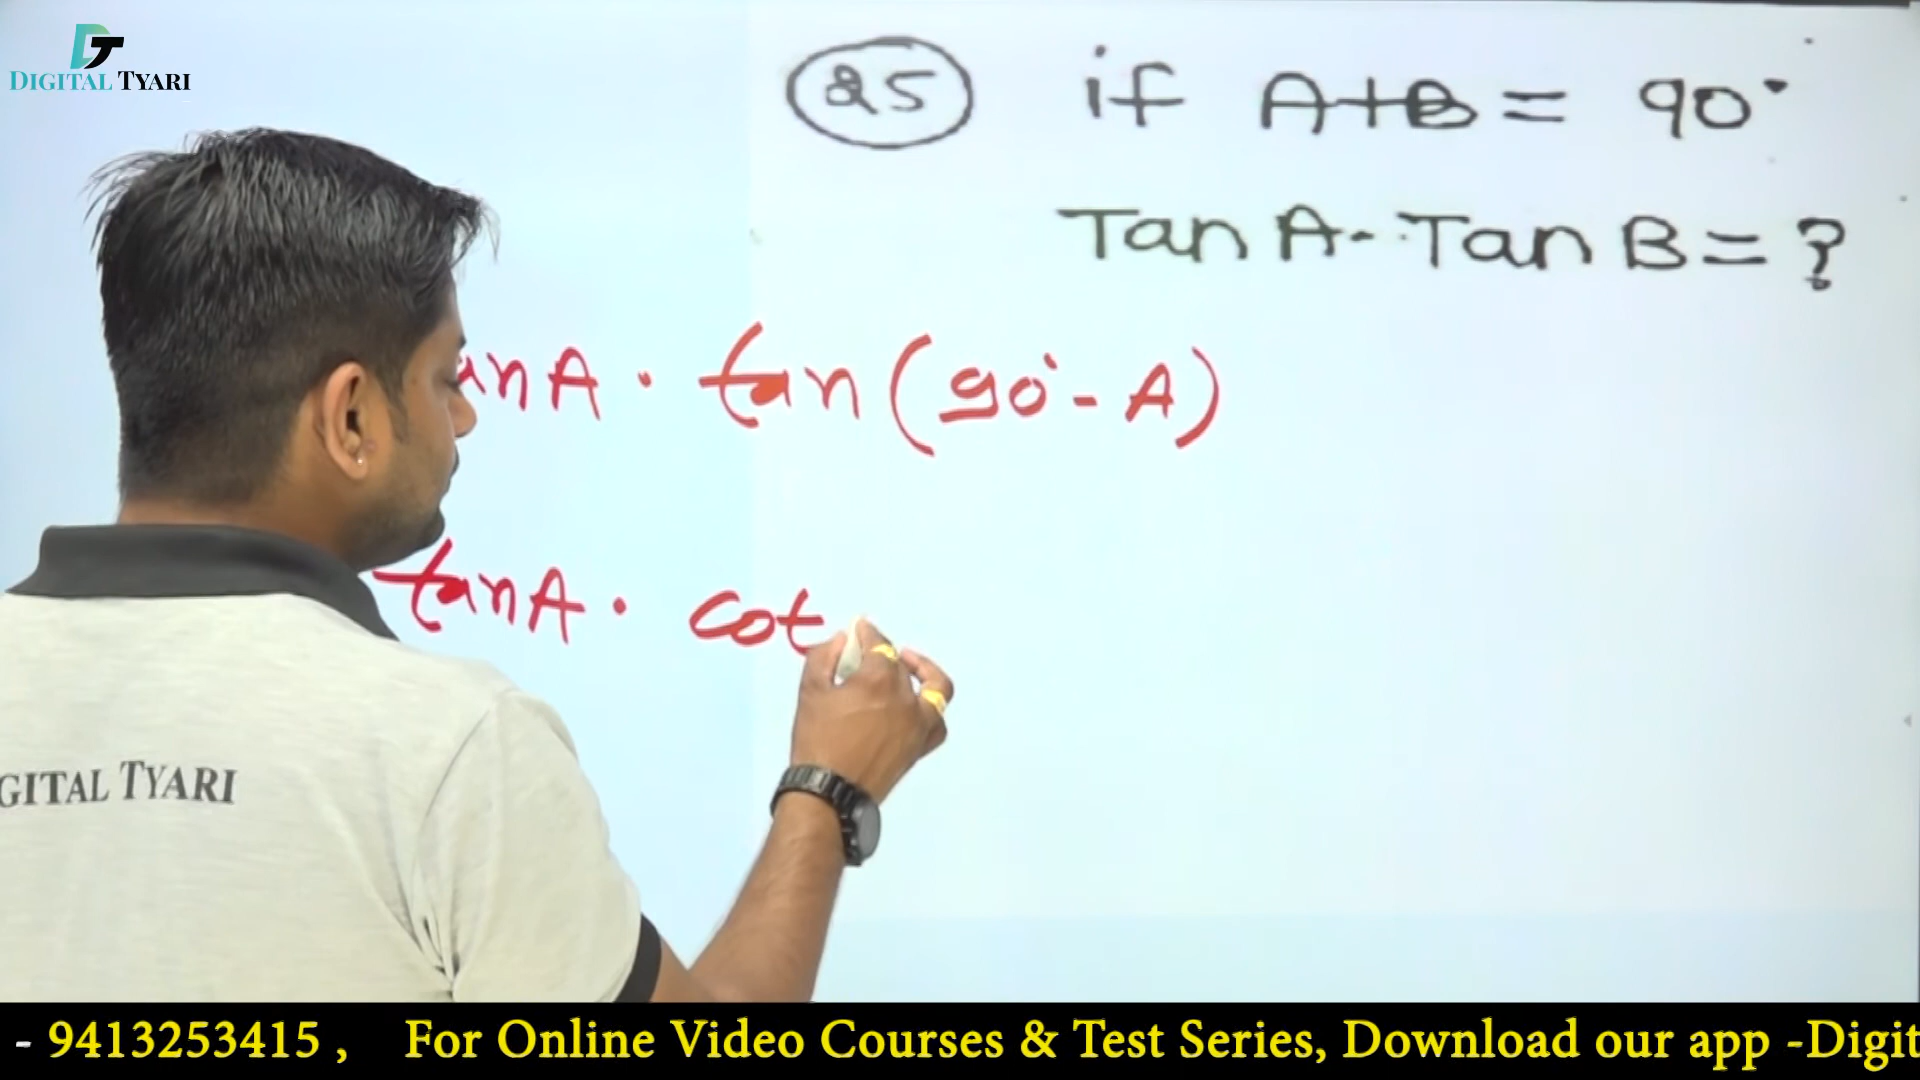 DT
DIGITAL TYARI
25 if A+B = 90°
Tan A · Tan B = ?
anA · tan (90° - A)
tanA · cot
GITAL TYARI
- 9413253415 , For Online Video Courses & Test Series, Download our app -Digit